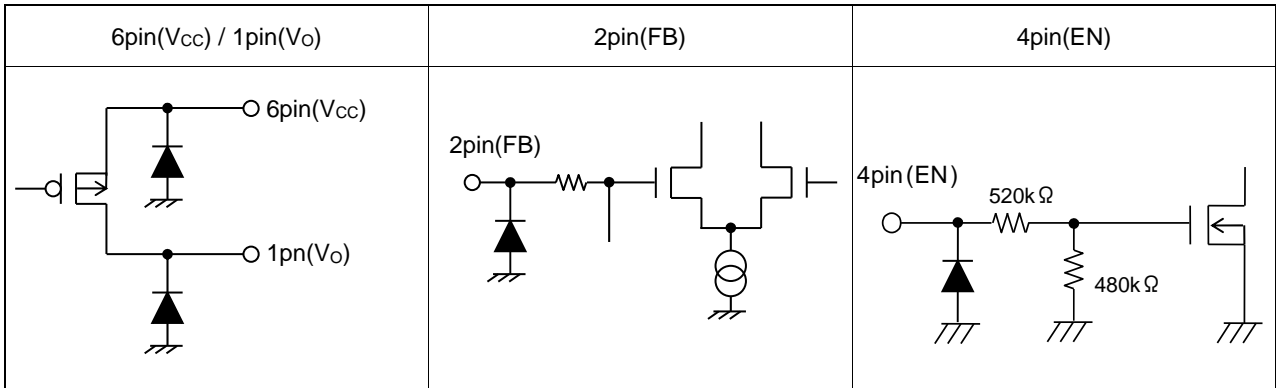 6pin(VCC) / 1pin(VO)
2pin(FB)
4pin(EN)
6pin(VCC)
1pn(VO)
2pin(FB)
4pin(EN)
520kΩ
480kΩ